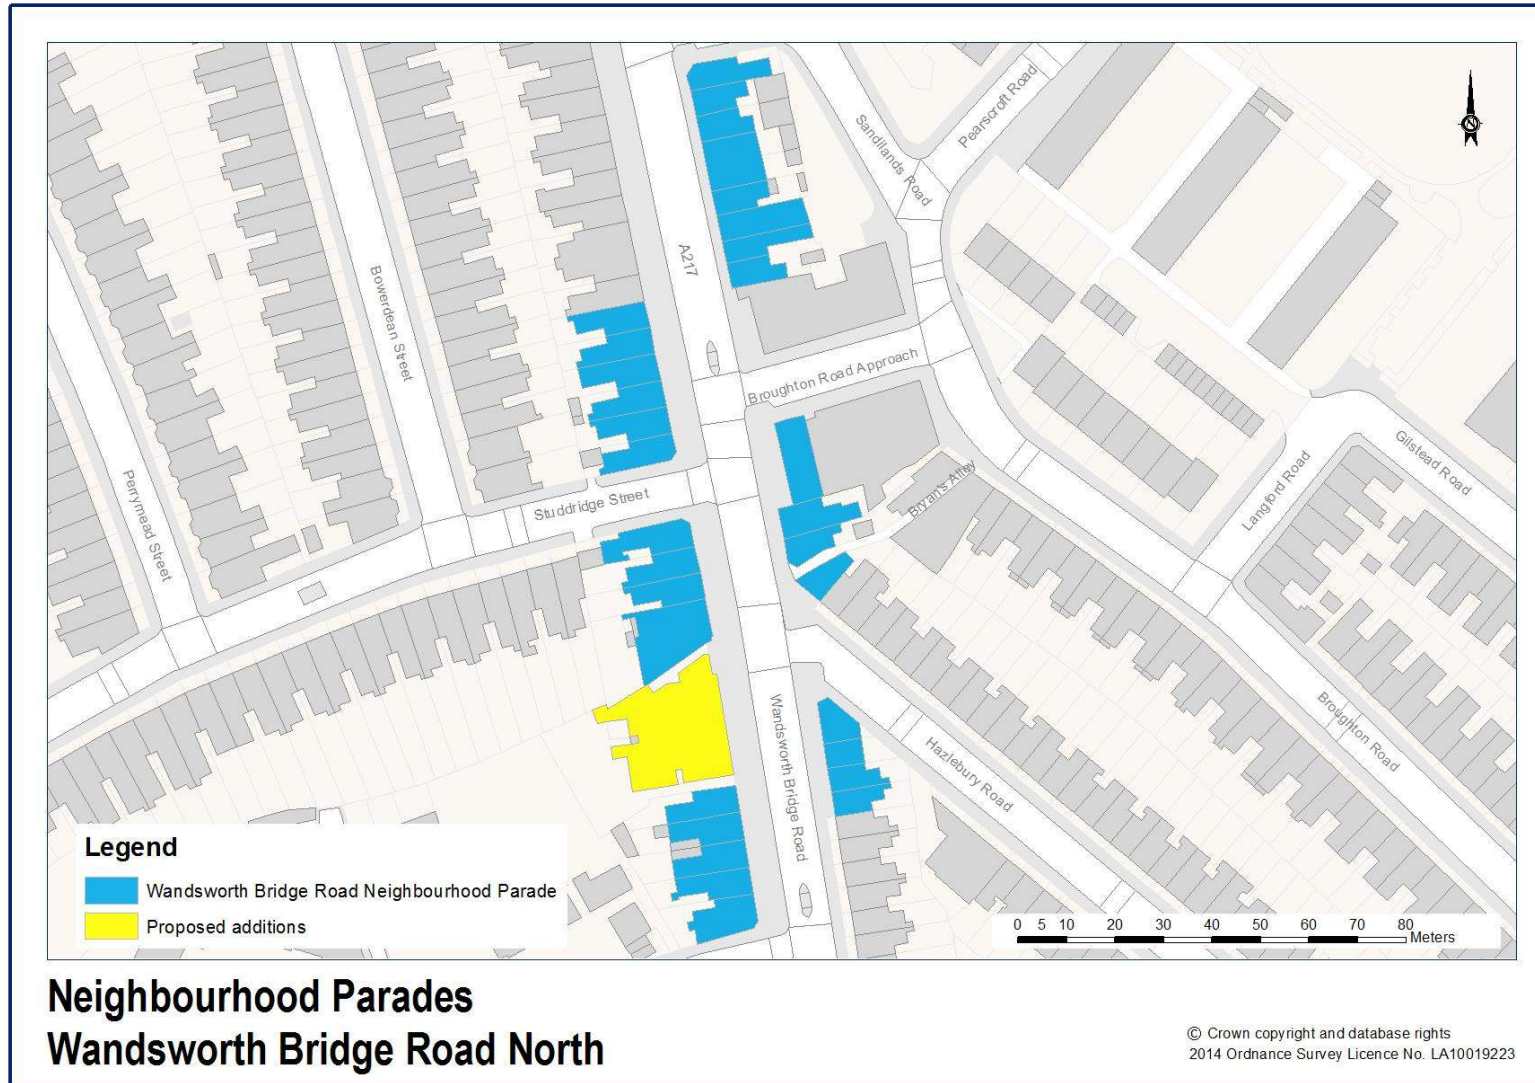 Sandilands Road
Pearscroft Road
N
A217
Bowerdean Street
Broughton Road Approach
Perrymead Street
Studdridge Street
Bryan's Alley
Langford Road
Gilstead Road
Wandsworth Bridge Road
Hazlebury Road
Broughton Road
Legend
Wandsworth Bridge Road Neighbourhood Parade
Proposed additions
0 5 10 20 30 40 50 60 70 80
Meters
Neighbourhood Parades
Wandsworth Bridge Road North
© Crown copyright and database rights
2014 Ordnance Survey Licence No. LA10019223